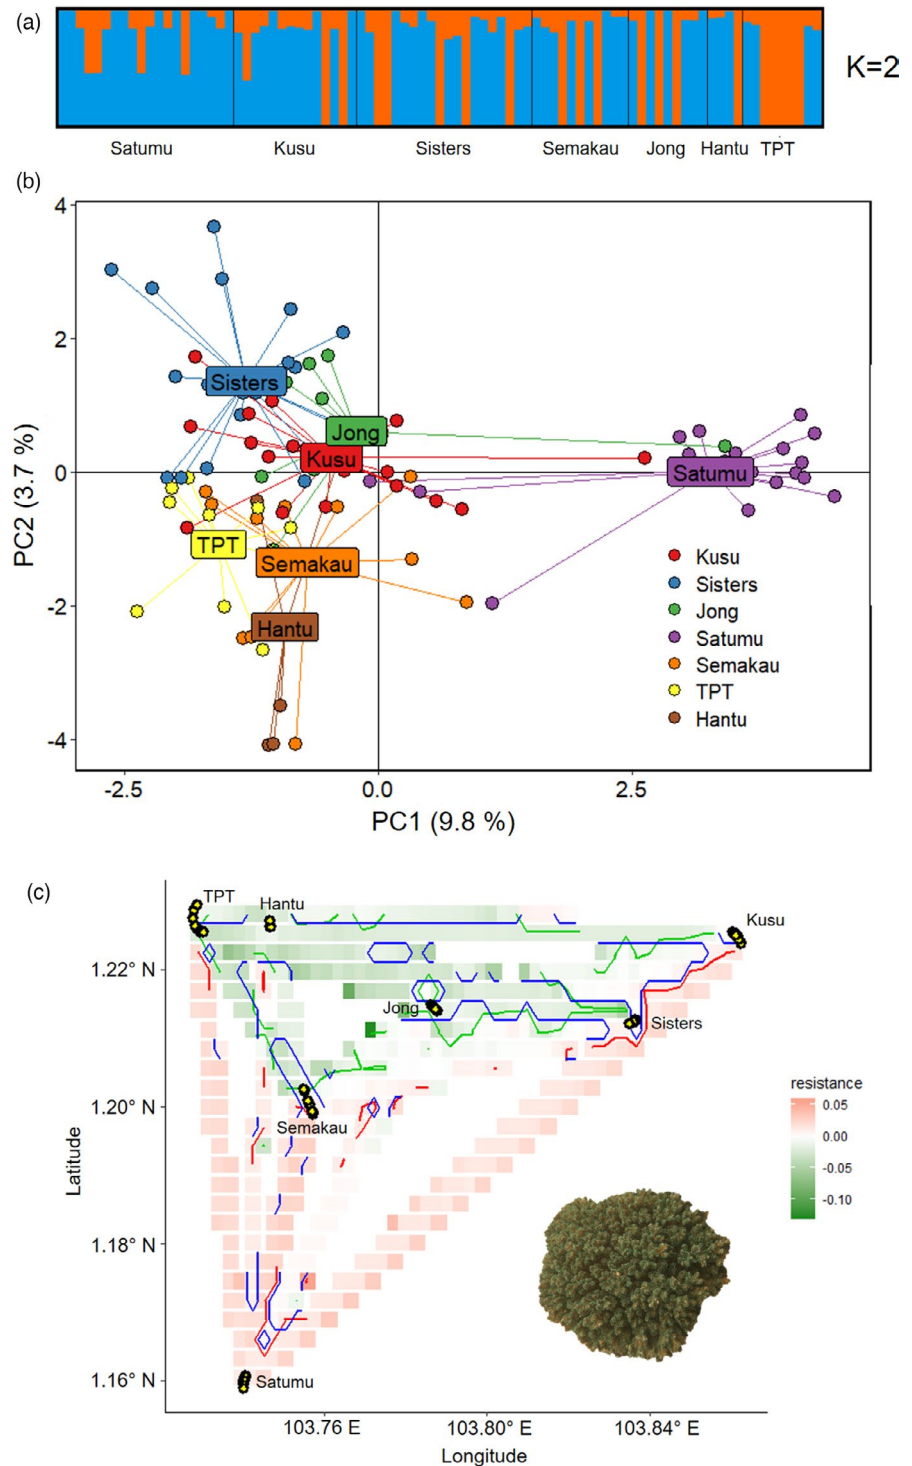 (a)
K=2
Satumu Kusu Sisters Semakau Jong Hantu TPT
(b)
4
2
0
-2
-4
PC2 (3.7 %)
Sisters
Jong
Kusu
Satumu
TPT
Semakau
Hantu
Kusu
Sisters
Jong
Satumu
Semakau
TPT
Hantu
-2.5 0.0 2.5
PC1 (9.8 %)
(c)
TPT
Hantu
Kusu
Jong
Sisters
Semakau
Satumu
1.22° N
1.20° N
1.18° N
1.16° N
Latitude
resistance
0.05
0.00
-0.05
-0.10
103.76 E 103.80° E 103.84° E
Longitude